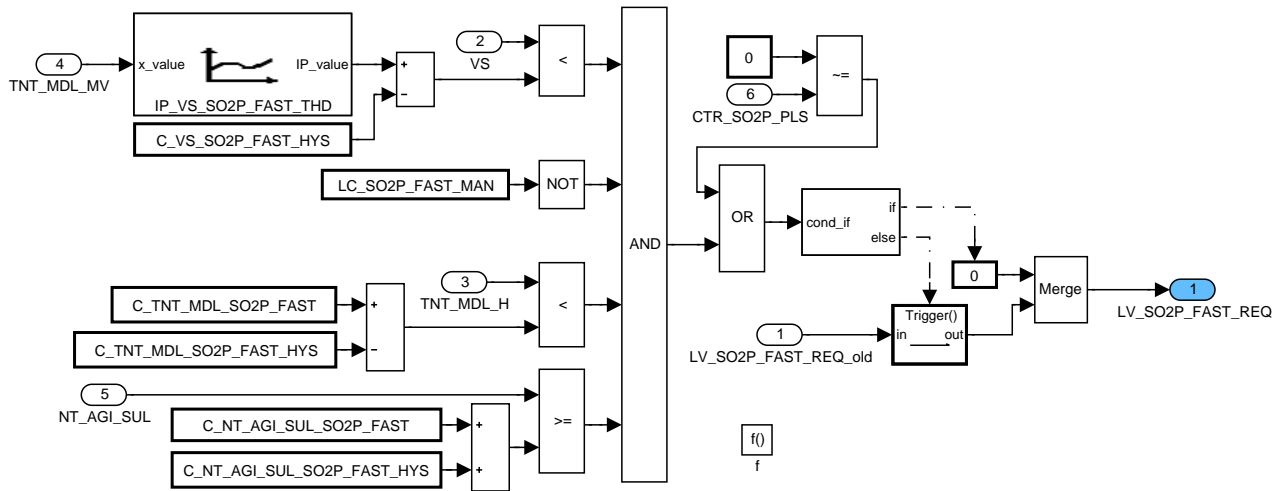 4
TNT_MDL_MV
x_value
IP_value
IP_VS_SO2P_FAST_THD
C_VS_SO2P_FAST_HYS
+
−
2
VS
<
0
6
CTR_SO2P_PLS
~=
LC_SO2P_FAST_MAN
NOT
AND
OR
cond_if
if
else
3
TNT_MDL_H
<
C_TNT_MDL_SO2P_FAST
C_TNT_MDL_SO2P_FAST_HYS
+
−
0
Merge
1
LV_SO2P_FAST_REQ
1
LV_SO2P_FAST_REQ_old
Trigger()
in
out
5
NT_AGI_SUL
C_NT_AGI_SUL_SO2P_FAST
C_NT_AGI_SUL_SO2P_FAST_HYS
+
+
>=
f()
f